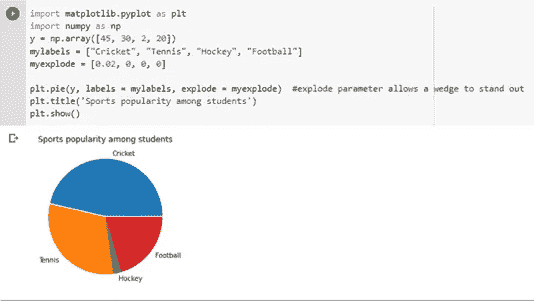 import matplotlib.pyplot as plt
import numpy as np
y = np.array([45, 30, 2, 20])
mylabels = ["Cricket", "Tennis", "Hockey", "Football"]
myexplode = [0.02, 0, 0, 0]
plt.pie(y, labels = mylabels, explode = myexplode)  #explode parameter allows a wedge to stand out
plt.title('Sports popularity among students')
plt.show()
Sports popularity among students
Cricket
Tennis
Football
Hockey